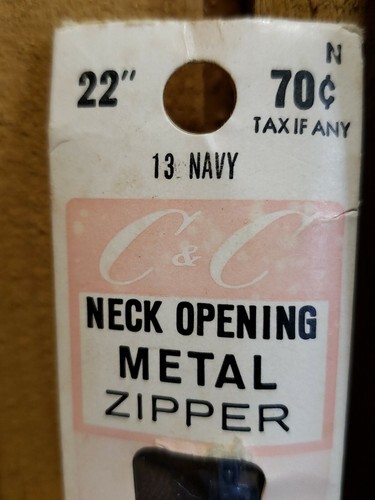 N
22" 70¢
TAX IF ANY
13 NAVY
C & C
NECK OPENING
METAL
ZIPPER